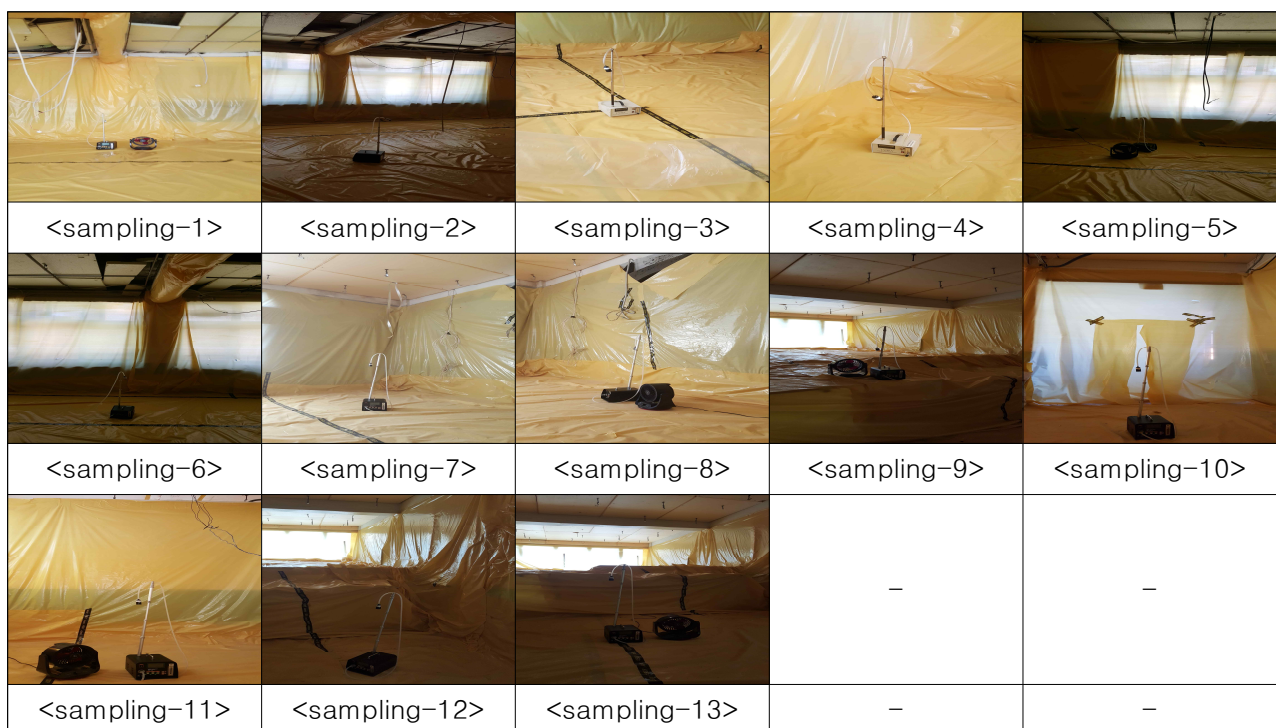 <sampling-1> <sampling-2> <sampling-3> <sampling-4> <sampling-5>
<sampling-6> <sampling-7> <sampling-8> <sampling-9> <sampling-10>
- -
<sampling-11> <sampling-12> <sampling-13> - -